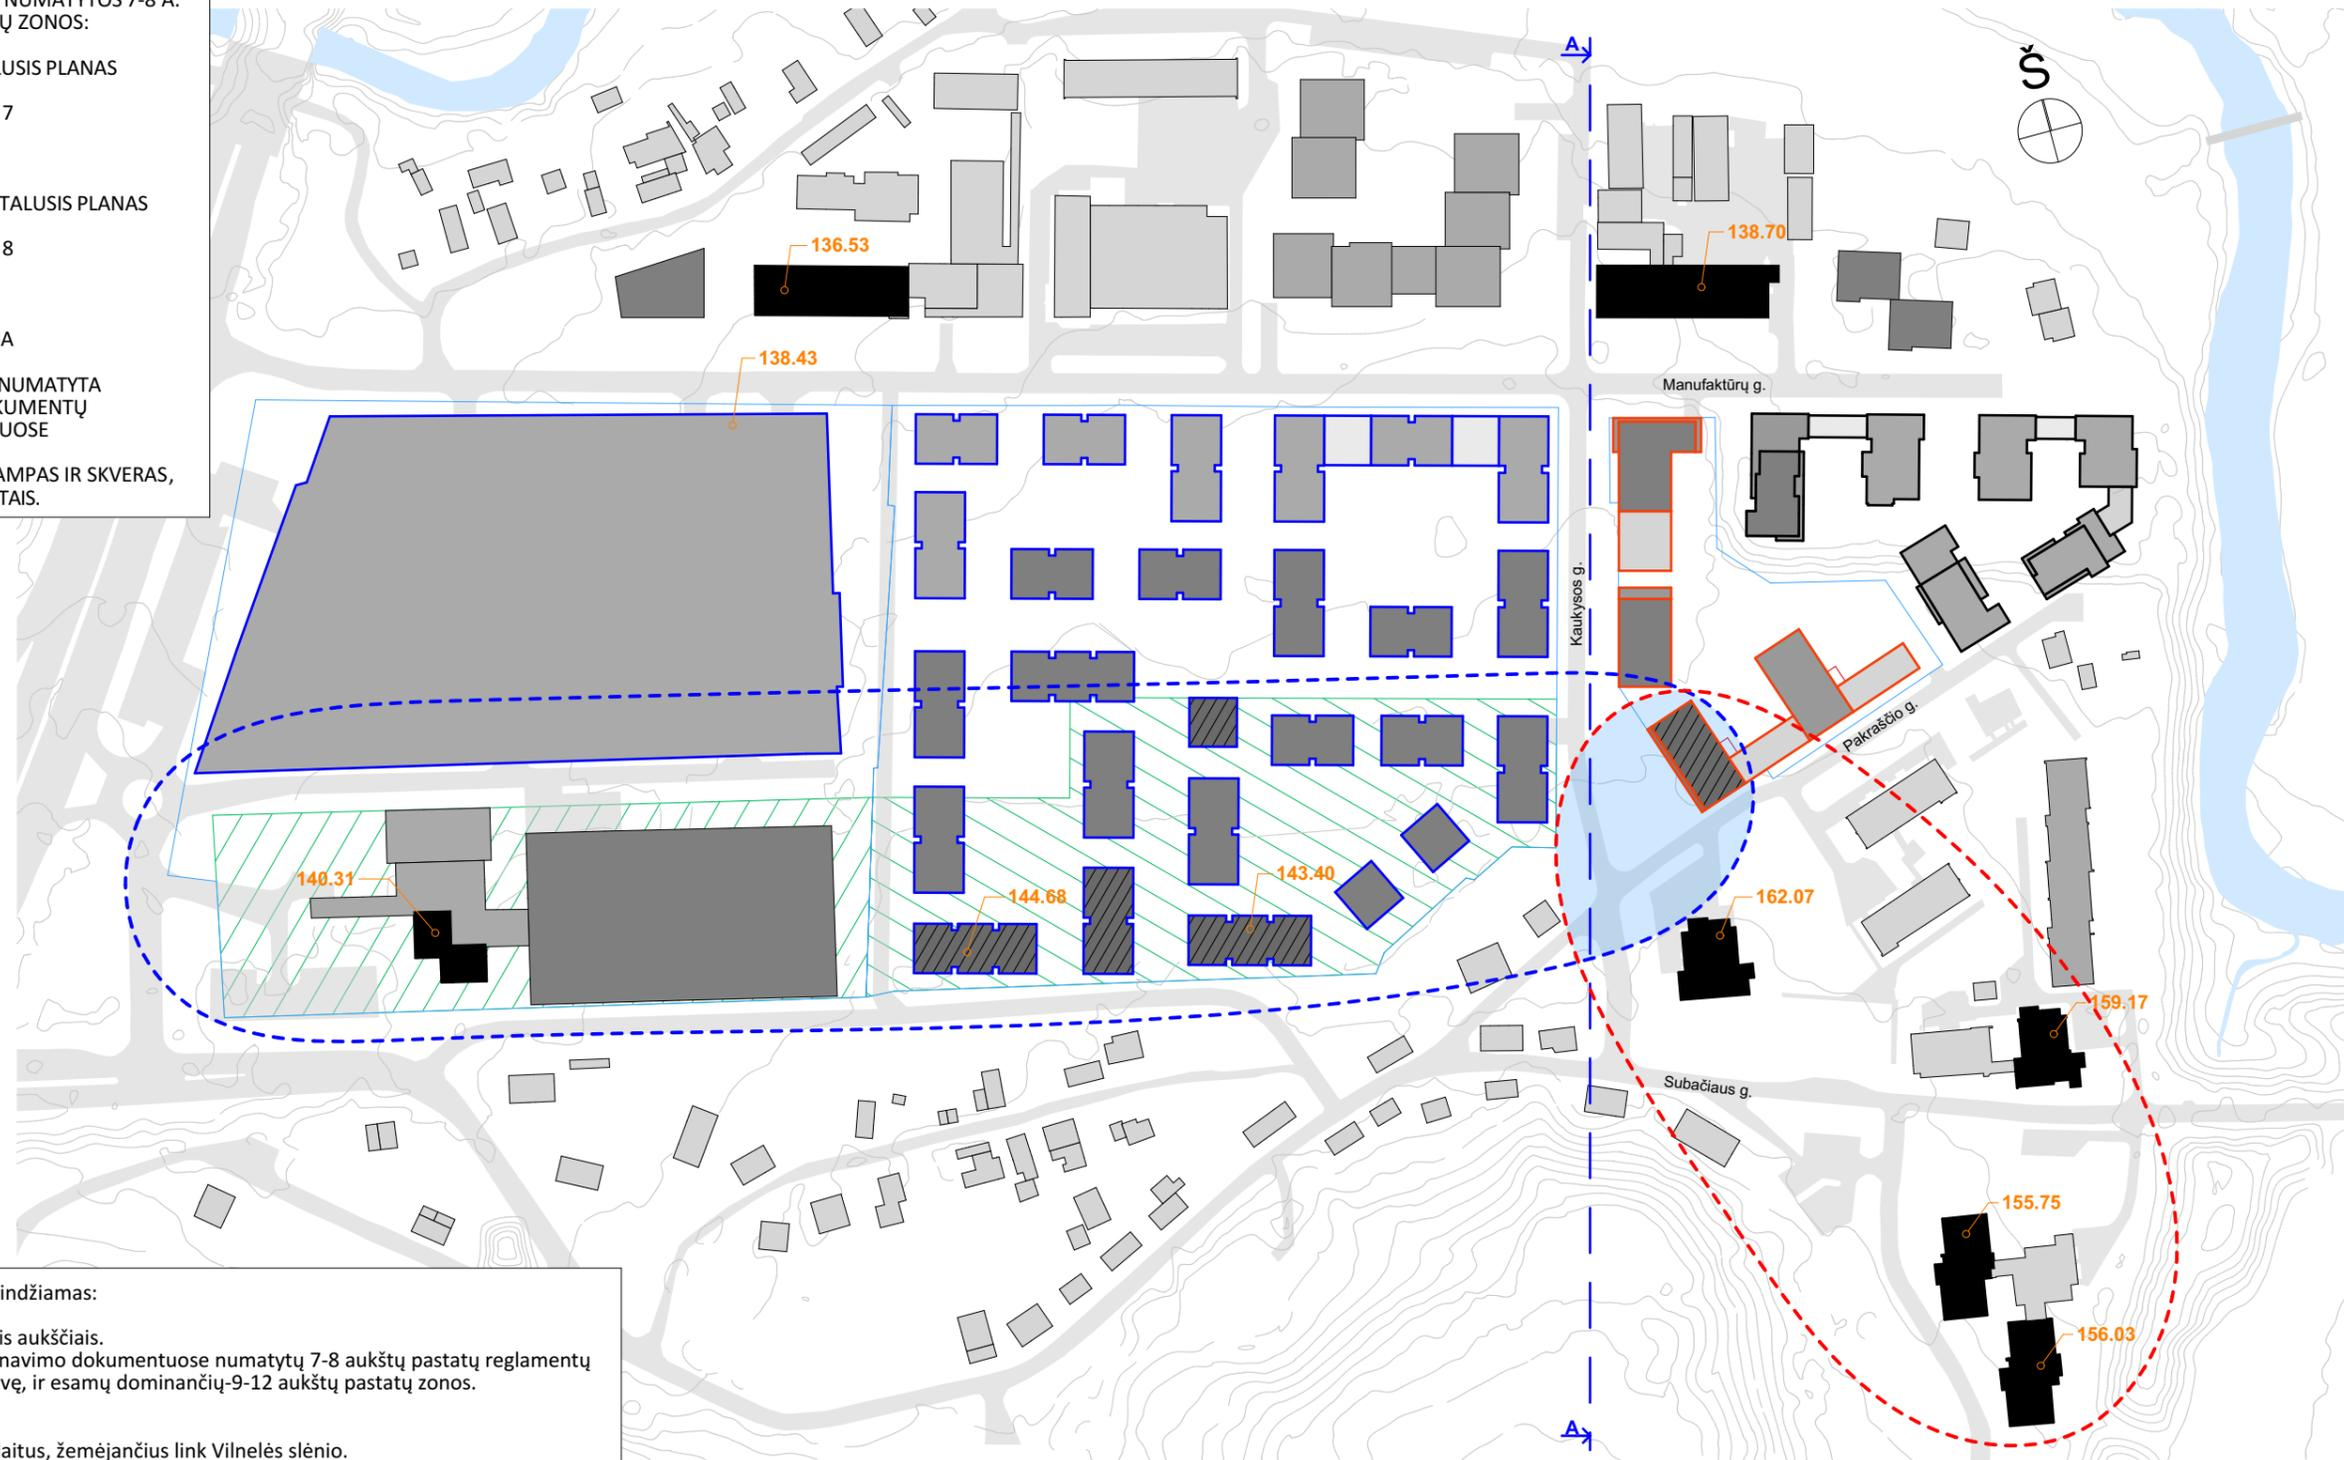 NUMATYTOS 7-8 A.
Ų ZONOS:
USIS PLANAS
7
TALUSIS PLANAS
8
A
NUMATYTA
KUMENTŲ
UOSE
AMPAS IR SKVERAS,
TAIS.
A
Š
136.53
138.70
138.43
Manufaktūrų g.
Kaukysos g.
Pakraščio g.
140.31
144.68
143.40
162.07
159.17
Subačiaus g.
155.75
156.03
A
indžiamas:
is aukščiais.
navimo dokumentuose numatytų 7-8 aukštų pastatų reglamentų
vę, ir esamų dominančių-9-12 aukštų pastatų zonos.
aitus, žemėjančius link Vilnelės slėnio.